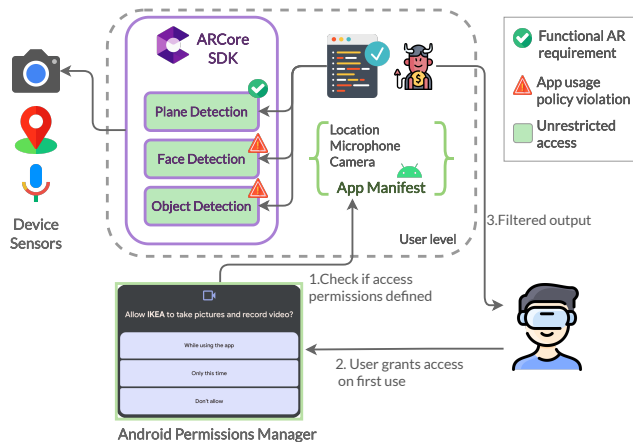 ARCore
SDK
Plane Detection
Face Detection
Object Detection
Device
Sensors
Location
Microphone
Camera
App Manifest
User level
Functional AR
requirement
App usage
policy violation
Unrestricted
access
3.Filtered output
1.Check if access
permissions defined
Allow IKEA to take pictures and record video?
While using the app
Only this time
Don't allow
2. User grants access
on first use
Android Permissions Manager